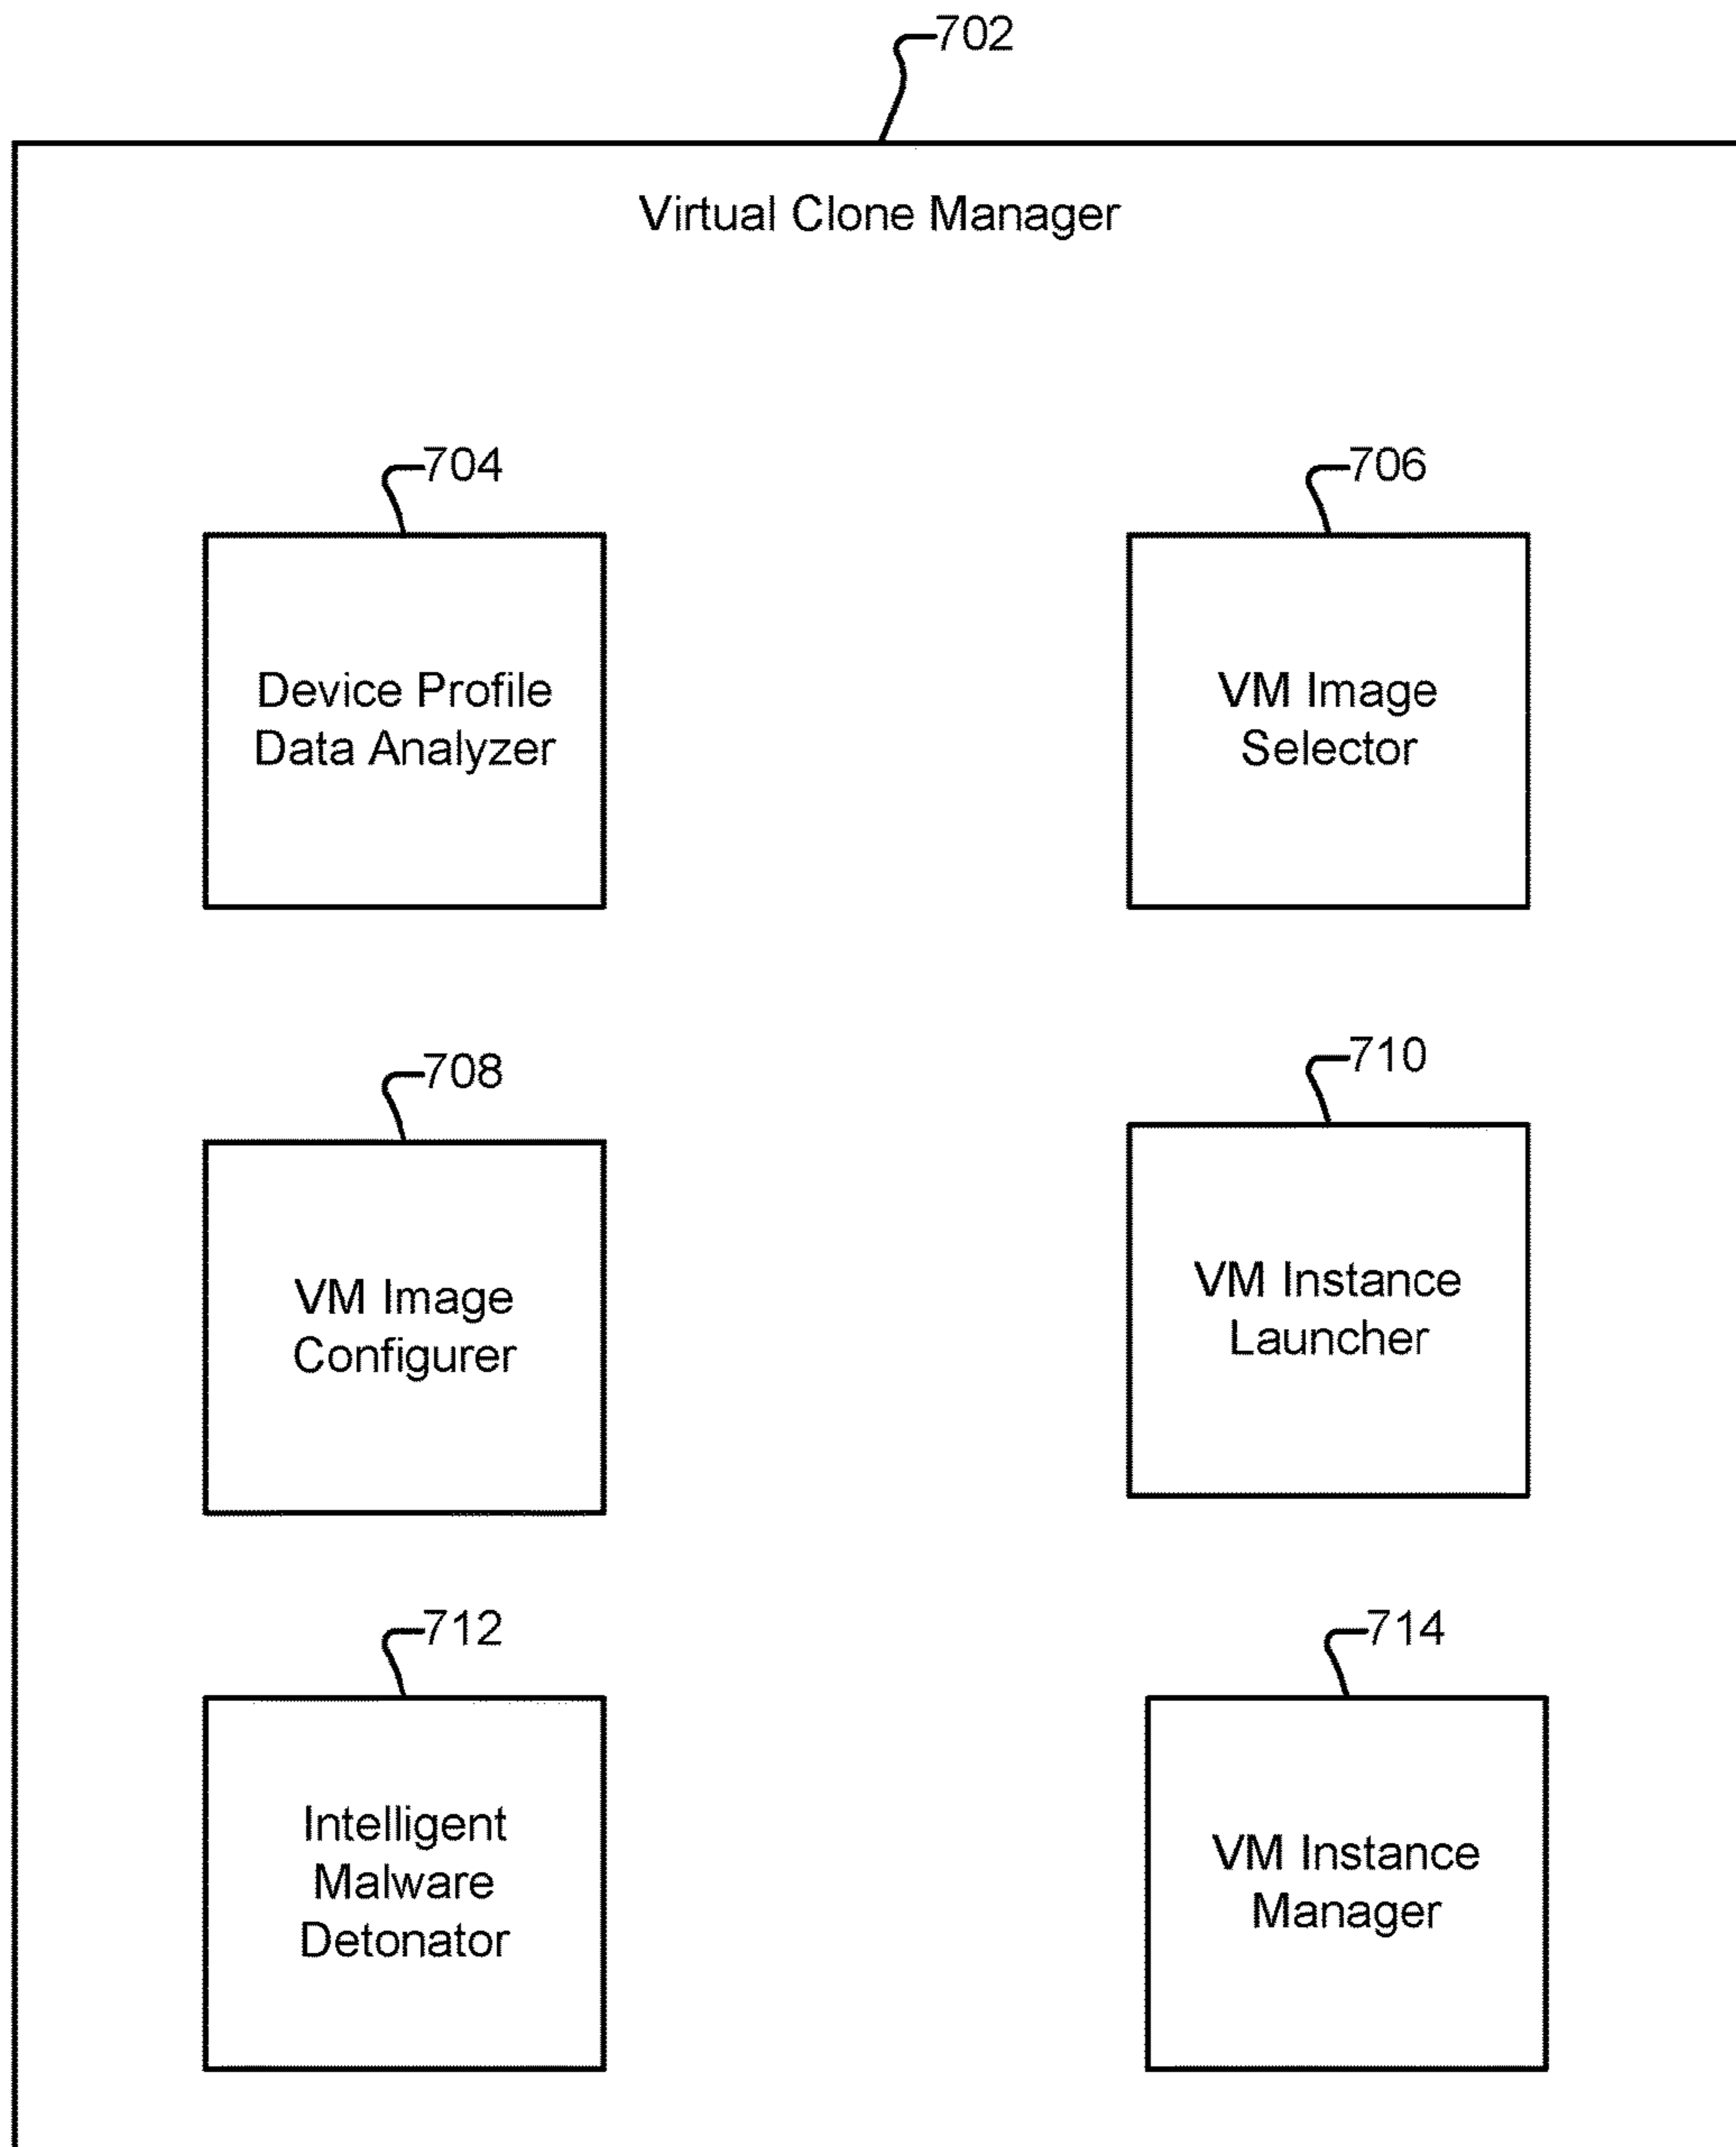 702
Virtual Clone Manager
704
Device Profile
Data Analyzer
706
VM Image
Selector
708
VM Image
Configurer
710
VM Instance
Launcher
712
Intelligent
Malware
Detonator
714
VM Instance
Manager